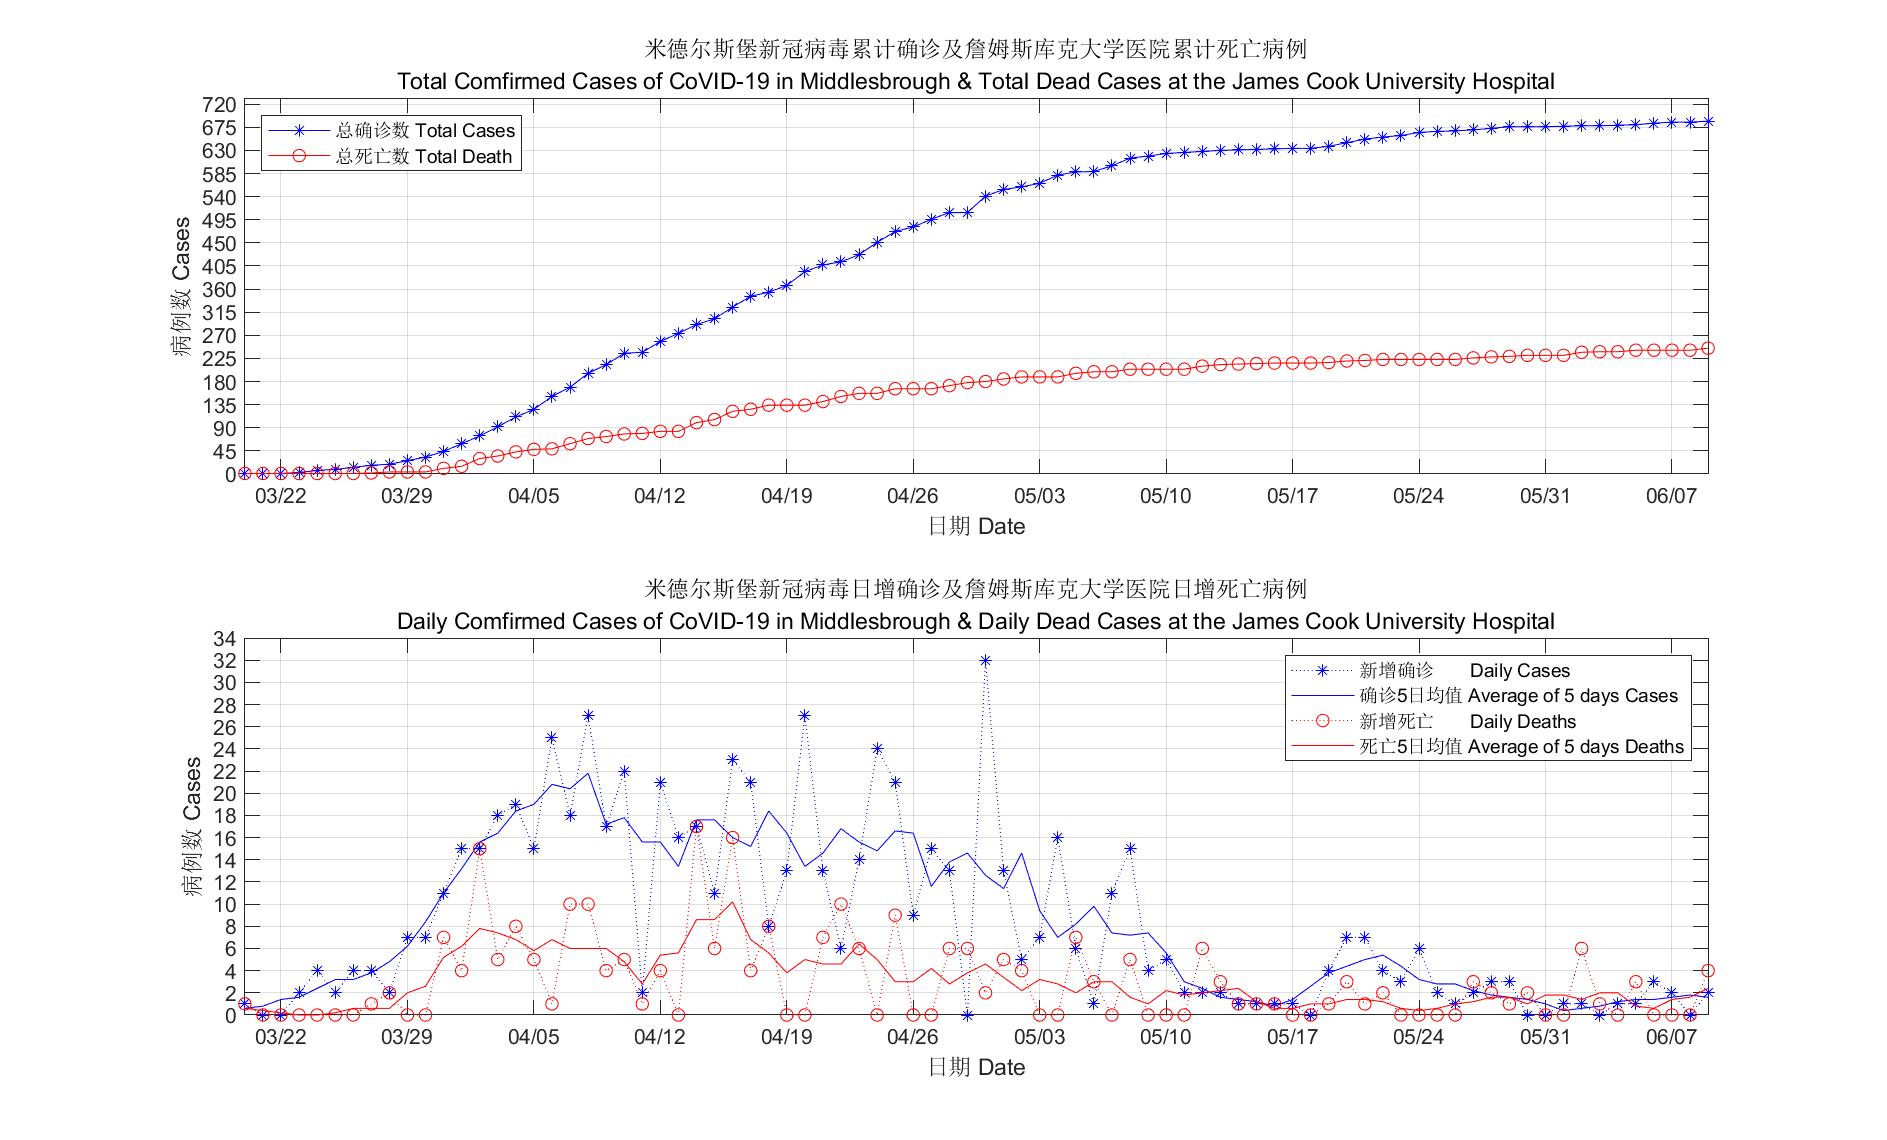 米德尔斯堡新冠病毒累计确诊及詹姆斯库克大学医院累计死亡病例
Total Comfirmed Cases of CoVID-19 in Middlesbrough & Total Dead Cases at the James Cook University Hospital
720
675
630
585
540
495
450
405
360
315
270
225
180
135
90
45
0
病例数 Cases
总确诊数 Total Cases
总死亡数 Total Death
03/22 03/29 04/05 04/12 04/19 04/26 05/03 05/10 05/17 05/24 05/31 06/07
日期 Date
米德尔斯堡新冠病毒日增确诊及詹姆斯库克大学医院日增死亡病例
Daily Comfirmed Cases of CoVID-19 in Middlesbrough & Daily Dead Cases at the James Cook University Hospital
34
32
30
28
26
24
22
20
18
16
14
12
10
8
6
4
2
0
病例数 Cases
新增确诊 Daily Cases
确诊5日均值 Average of 5 days Cases
新增死亡 Daily Deaths
死亡5日均值 Average of 5 days Deaths
03/22 03/29 04/05 04/12 04/19 04/26 05/03 05/10 05/17 05/24 05/31 06/07
日期 Date